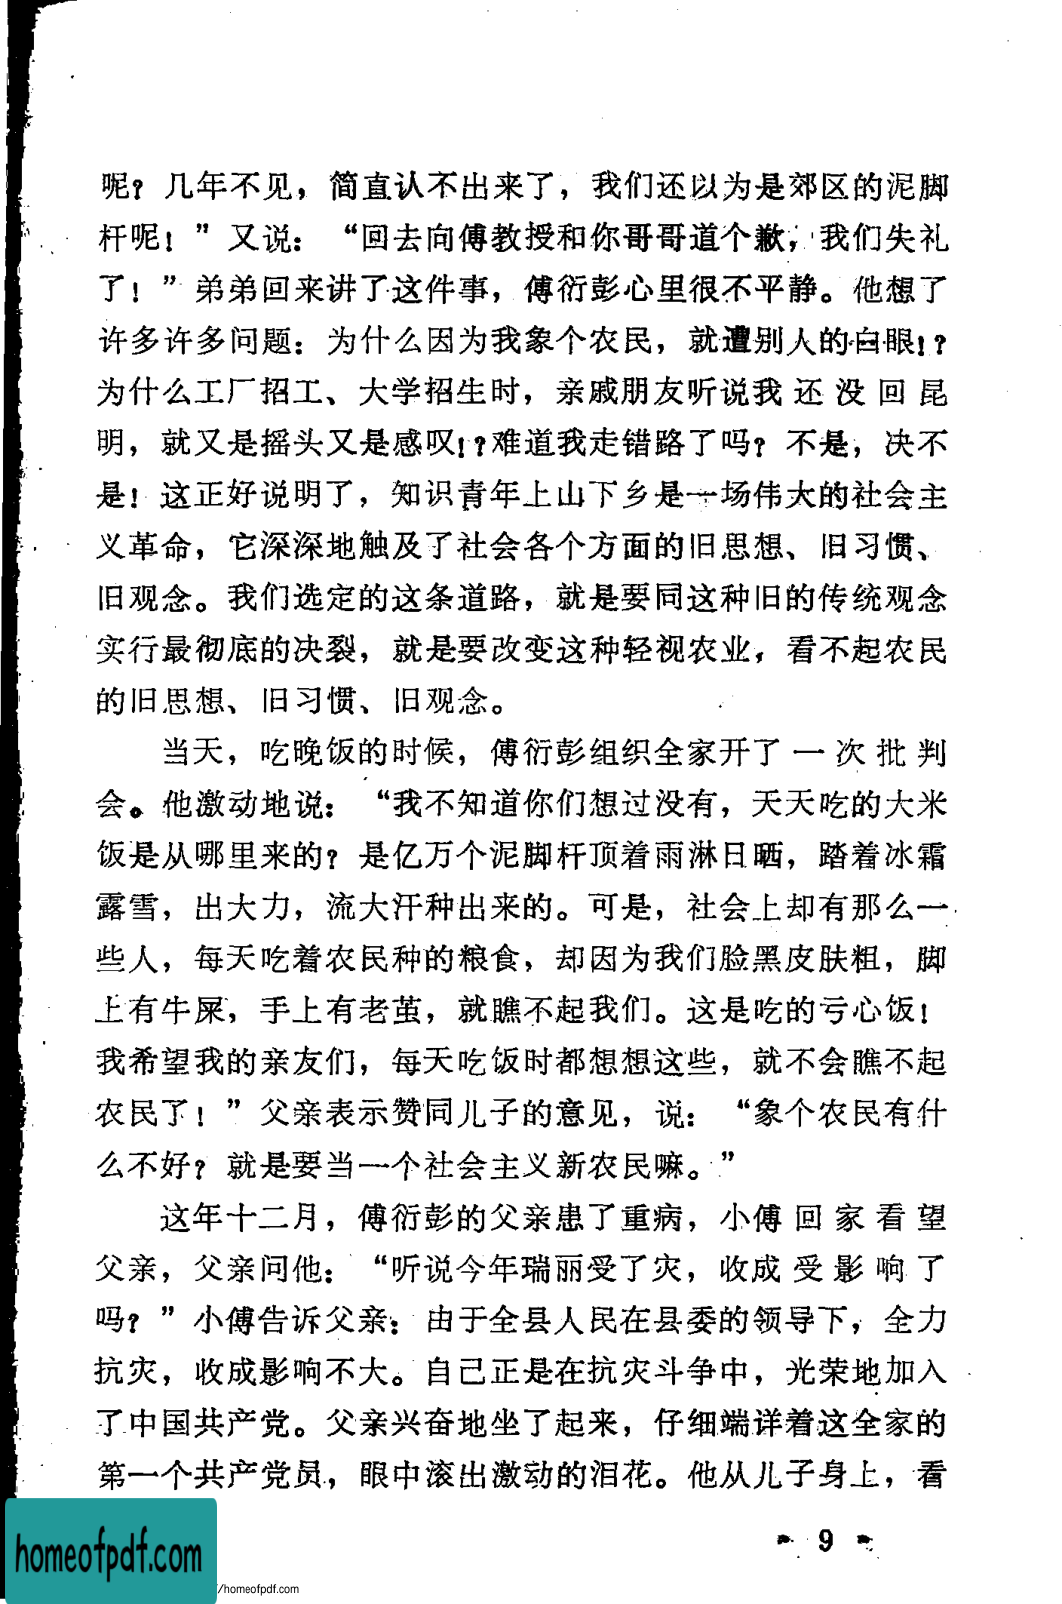 呢？几年不见，简直认不出来了，我们还以为是郊区的泥脚
杆呢！”又说：“回去向傅教授和你哥哥道个歉，我们失礼
了！”弟弟回来讲了这件事，傅衍彭心里很不平静。他想了
许多许多问题：为什么因为我象个农民，就遭别人的白眼！？
为什么工厂招工、大学招生时，亲戚朋友听说我还没回昆
明，就又是摇头又是感叹！？难道我走错路了吗？不是，决不
是！这正好说明了，知识青年上山下乡是一场伟大的社会主
义革命，它深深地触及了社会各个方面的旧思想、旧习惯、
旧观念。我们选定的这条道路，就是要同这种旧的传统观念
实行最彻底的决裂，就是要改变这种轻视农业，看不起农民
的旧思想、旧习惯、旧观念。
当天，吃晚饭的时候，傅衍彭组织全家开了一次批判
会。他激动地说：“我不知道你们想过没有，天天吃的大米
饭是从哪里来的？是亿万个泥脚杆顶着雨淋日晒，踏着冰霜
露雪，出大力，流大汗种出来的。可是，社会上却有那么一
些人，每天吃着农民种的粮食，却因为我们脸黑皮肤粗，脚
上有牛屎，手上有老茧，就瞧不起我们。这是吃的亏心饭！
我希望我的亲友们，每天吃饭时都想想这些，就不会瞧不起
农民了！”父亲表示赞同儿子的意见，说：“象个农民有什
么不好？就是要当一个社会主义新农民嘛。”
这年十二月，傅衍彭的父亲患了重病，小傅回家看望
父亲，父亲问他：“听说今年瑞丽受了灾，收成受影响了
吗？”小傅告诉父亲：由于全县人民在县委的领导下，全力
抗灾，收成影响不大。自己正是在抗灾斗争中，光荣地加入
了中国共产党。父亲兴奋地坐了起来，仔细端详着这全家的
第一个共产党员，眼中滚出激动的泪花。他从儿子身上，看
9
homeofpdf.com
/homeofpdf.com